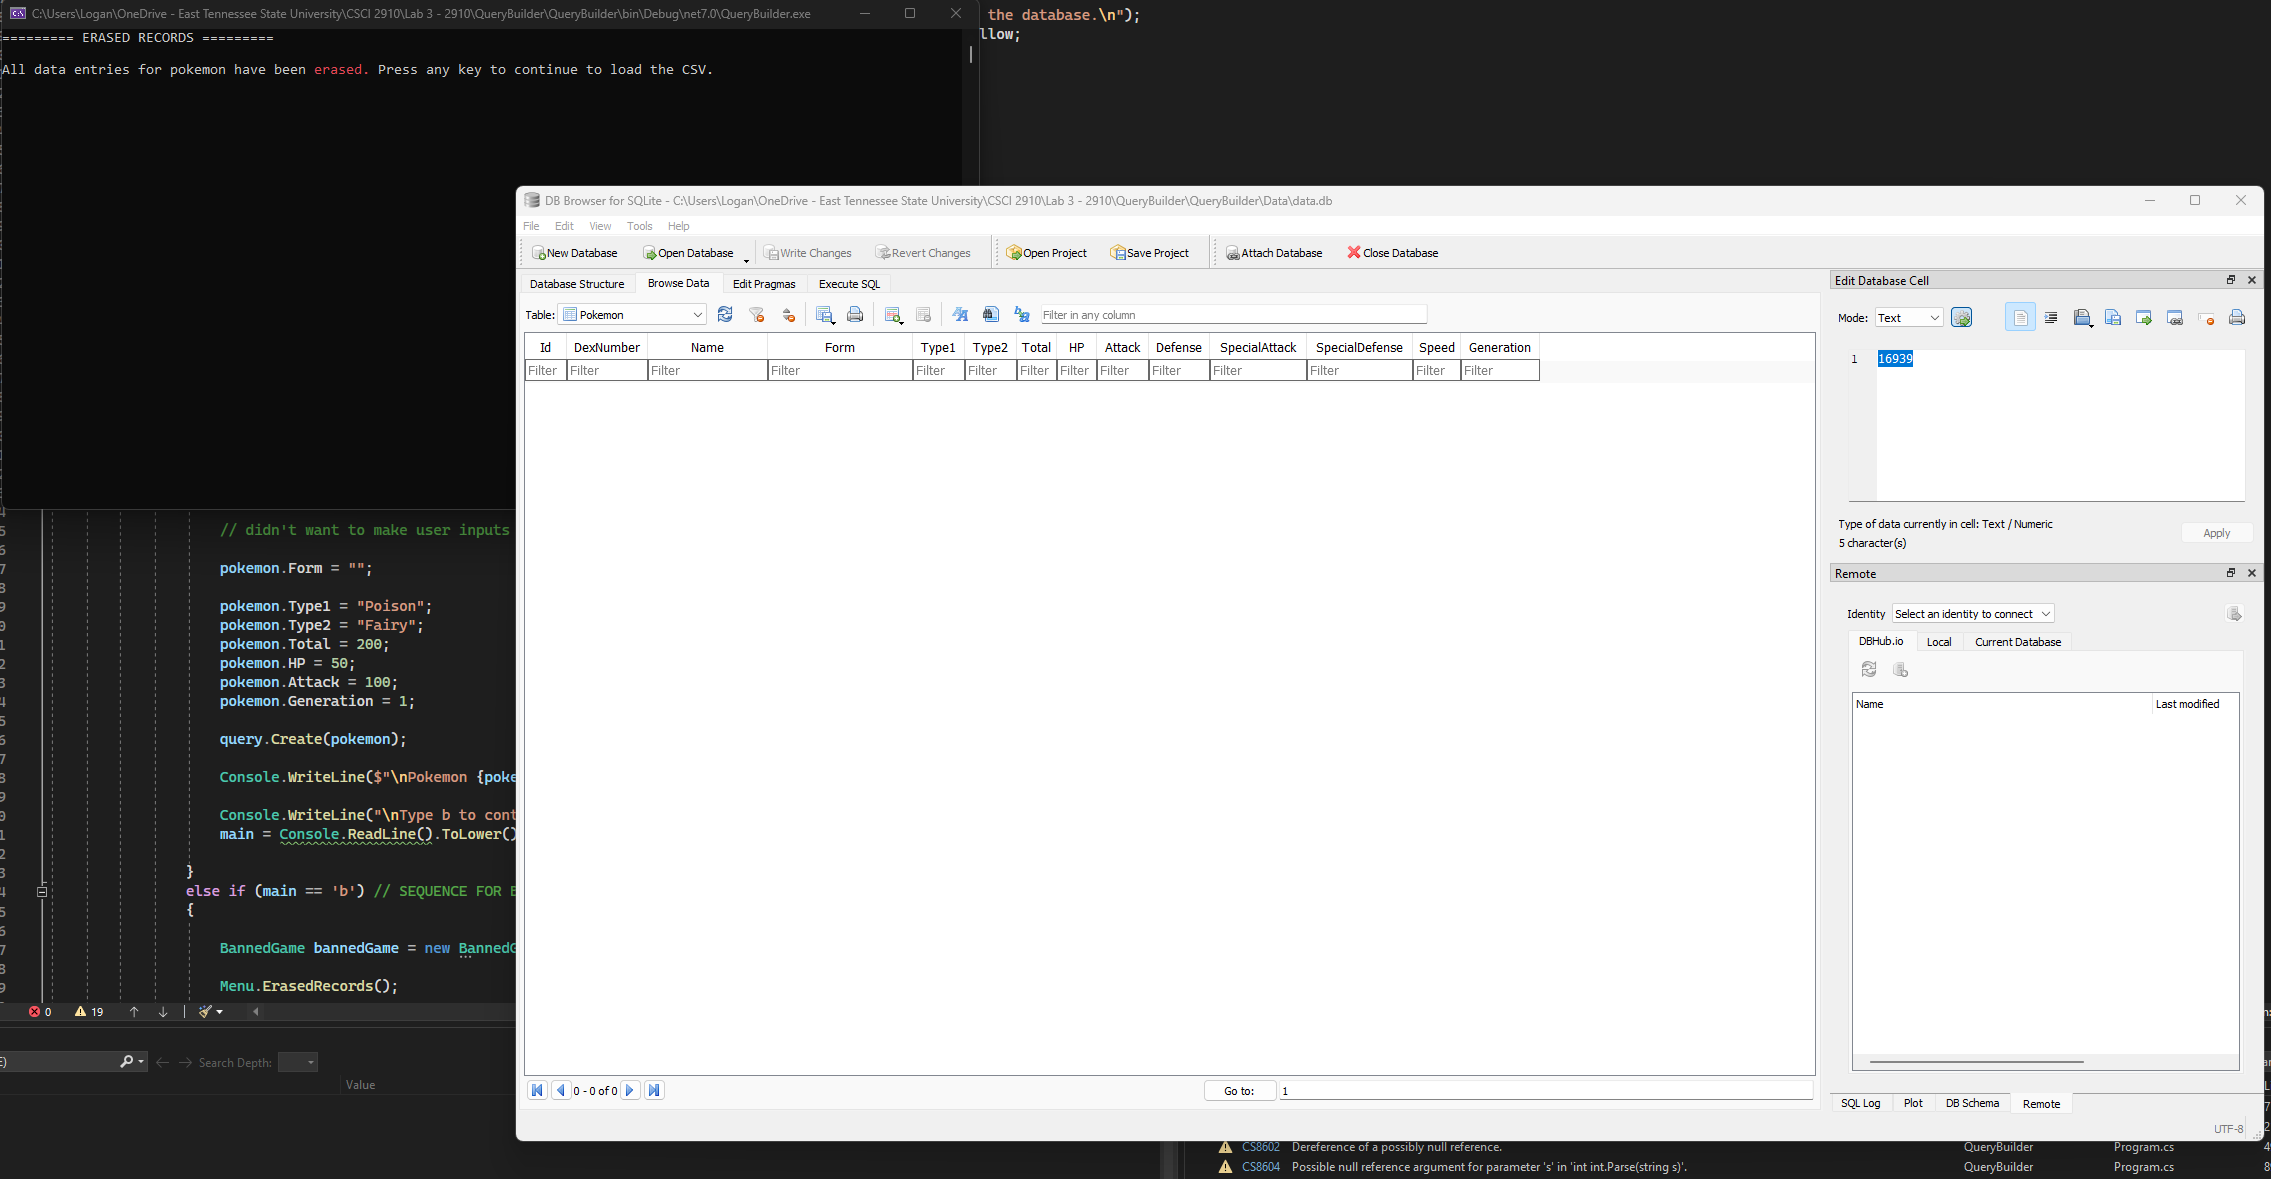 C:\Users\Logan\OneDrive - East Tennessee State University\CSCI 2910\Lab 3 - 2910\QueryBuilder\QueryBuilder\bin\Debug\net7.0\QueryBuilder.exe
========= ERASED RECORDS =========
All data entries for pokemon have been erased. Press any key to continue to load the CSV.
the database.\n");
llow;
DB Browser for SQLite - C:\Users\Logan\OneDrive - East Tennessee State University\CSCI 2910\Lab 3 - 2910\QueryBuilder\QueryBuilder\Data\data.db
File Edit View Tools Help
New Database Open Database Write Changes Revert Changes Open Project Save Project Attach Database Close Database
Database Structure Browse Data Edit Pragmas Execute SQL
Table: Pokemon Filter in any column
Id DexNumber Name Form Type1 Type2 Total HP Attack Defense SpecialAttack SpecialDefense Speed Generation
Filter Filter Filter Filter Filter Filter Filter Filter Filter Filter Filter Filter Filter Filter
0 - 0 of 0 Go to: 1
Edit Database Cell
Mode: Text
1 16939
Type of data currently in cell: Text / Numeric
5 character(s)
Apply
Remote
Identity Select an identity to connect
DBHub.io Local Current Database
Name Last modified
SQL Log Plot DB Schema Remote
UTF-8
// didn't want to make user inputs
pokemon.Form = "";
pokemon.Type1 = "Poison";
pokemon.Type2 = "Fairy";
pokemon.Total = 200;
pokemon.HP = 50;
pokemon.Attack = 100;
pokemon.Generation = 1;
query.Create(pokemon);
Console.WriteLine($"\nPokemon {poke
Console.WriteLine("\nType b to cont
main = Console.ReadLine().ToLower()
}
else if (main == 'b') // SEQUENCE FOR
{
BannedGame bannedGame = new BannedG
Menu.ErasedRecords();
0 19
Search Depth:
Value
CS8602 Dereference of a possibly null reference. QueryBuilder Program.cs
CS8604 Possible null reference argument for parameter 's' in 'int int.Parse(string s)'. QueryBuilder Program.cs